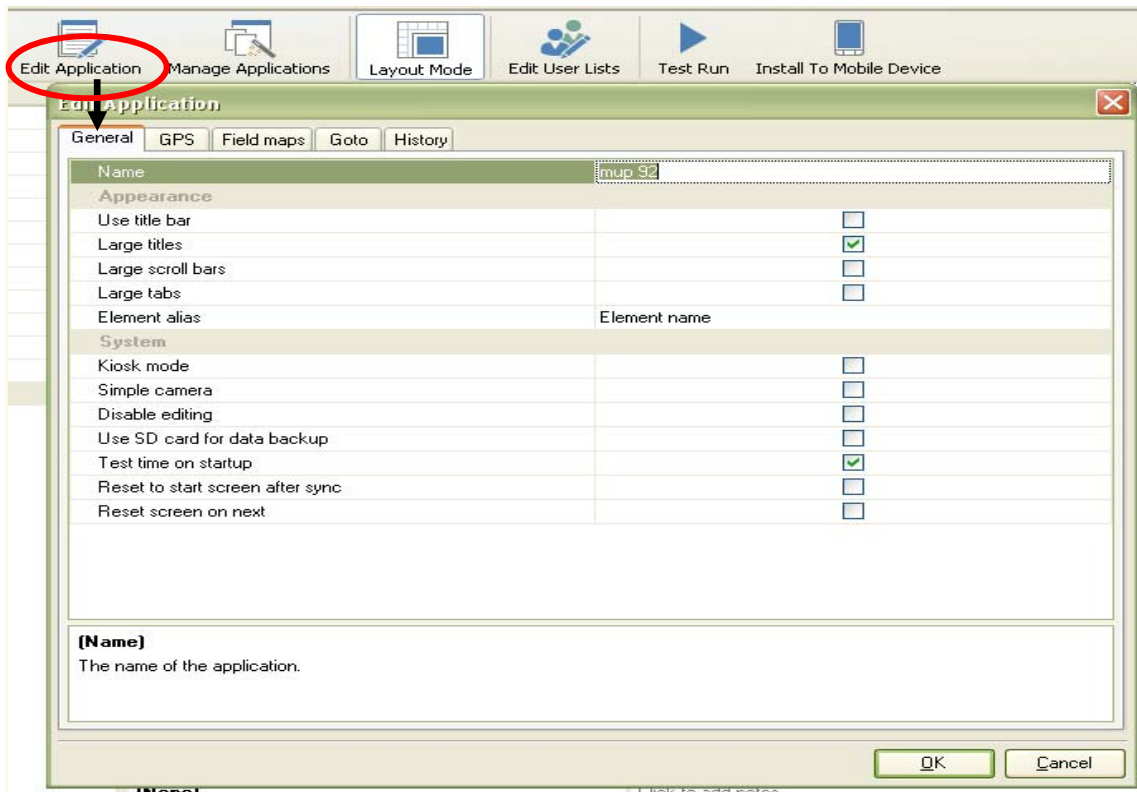 Edit Application Manage Applications Layout Mode Edit User Lists Test Run Install To Mobile Device
Edit Application
General GPS Field maps Goto History
Name mup 92
Appearance
Use title bar
Large titles
Large scroll bars
Large tabs
Element alias Element name
System
Kiosk mode
Simple camera
Disable editing
Use SD card for data backup
Test time on startup
Reset to start screen after sync
Reset screen on next
(Name)
The name of the application.
OK Cancel